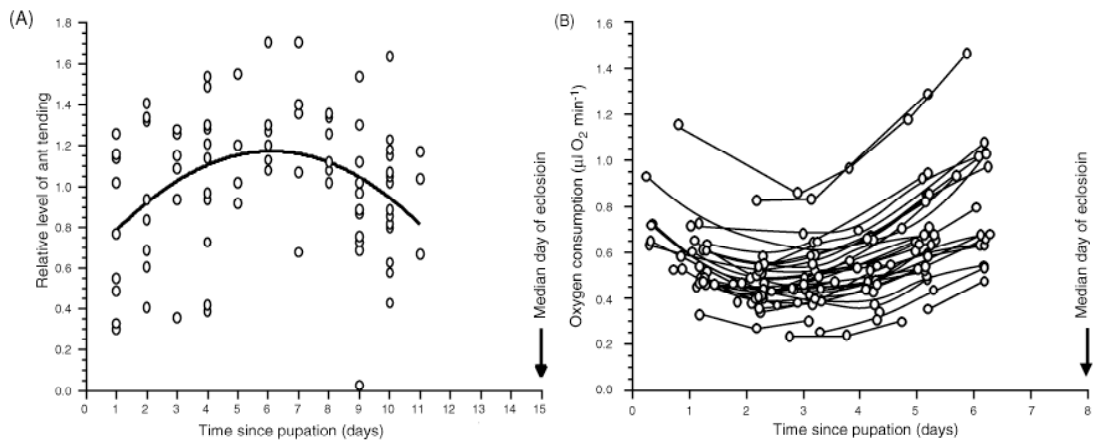 (A)
1.8
1.6
1.4
1.2
1.0
0.8
0.6
0.4
0.2
0.0
Relative level of ant tending
0 1 2 3 4 5 6 7 8 9 10 11 12 13 14 15
Time since pupation (days)
Median day of eclosioin
(B)
1.6
1.4
1.2
1.0
0.8
0.6
0.4
0.2
0.0
Oxygen consumption (µl O₂ min⁻¹)
0 1 2 3 4 5 6 7 8
Time since pupation (days)
Median day of eclosion